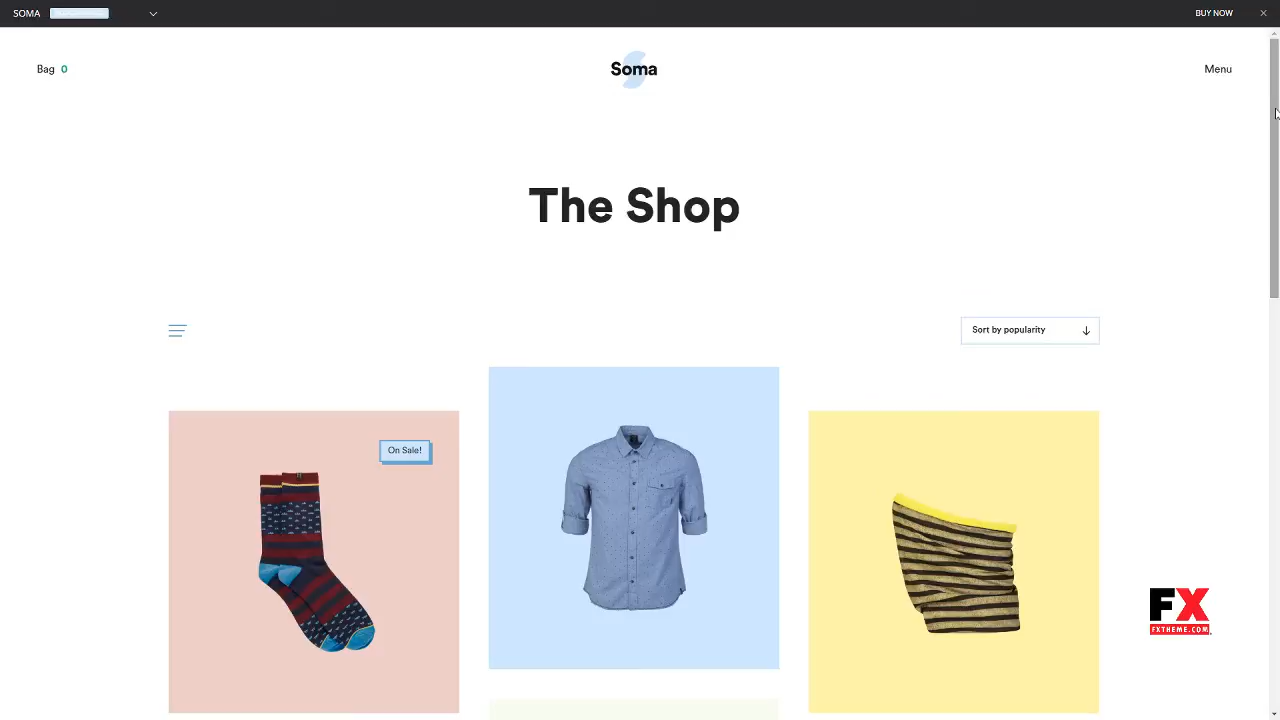 SOMA
BUY NOW
Bag 0
Soma
Menu
The Shop
Sort by popularity
On Sale!
FX
FXTHEME.COM